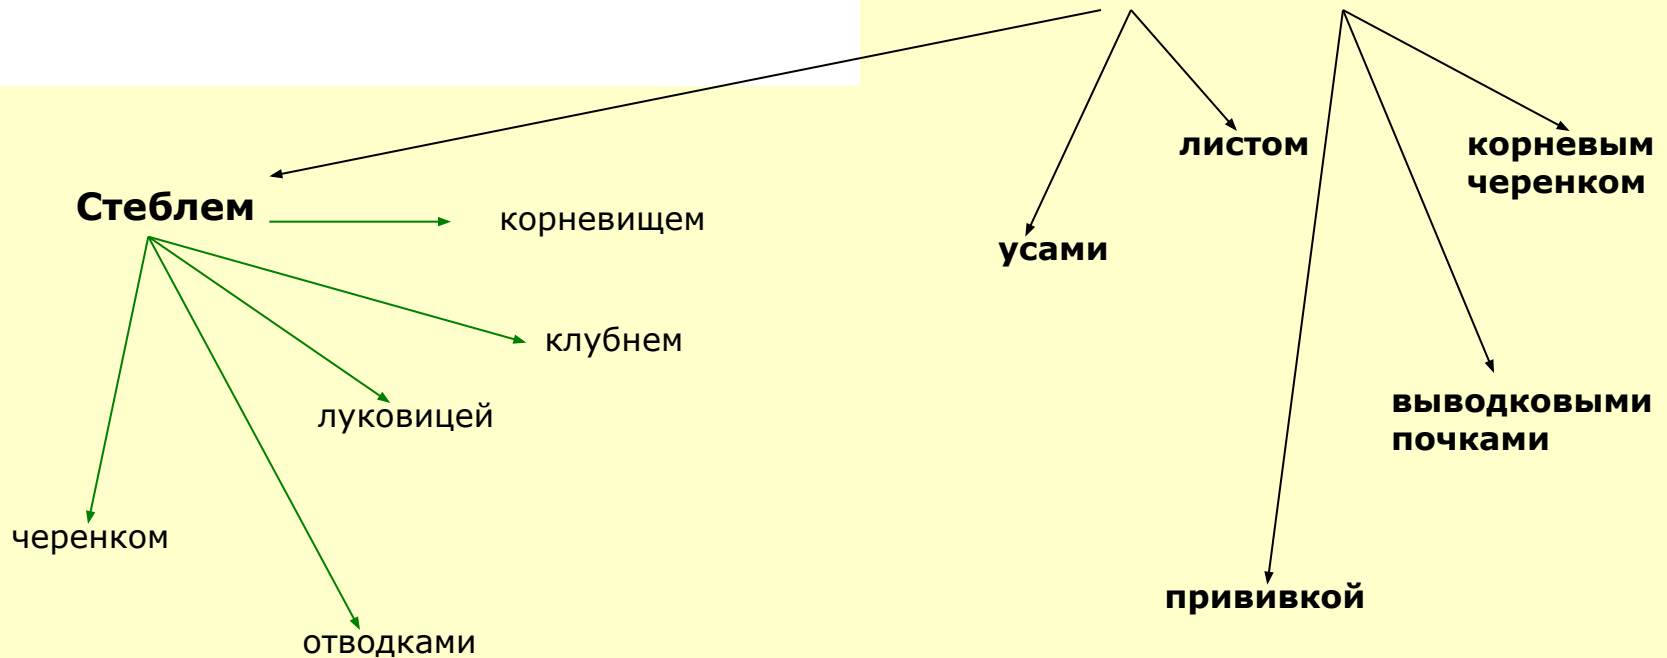 листом
корневым
черенком
Стеблем
корневищем
усами
клубнем
луковицей
выводковыми
почками
черенком
прививкой
отводками